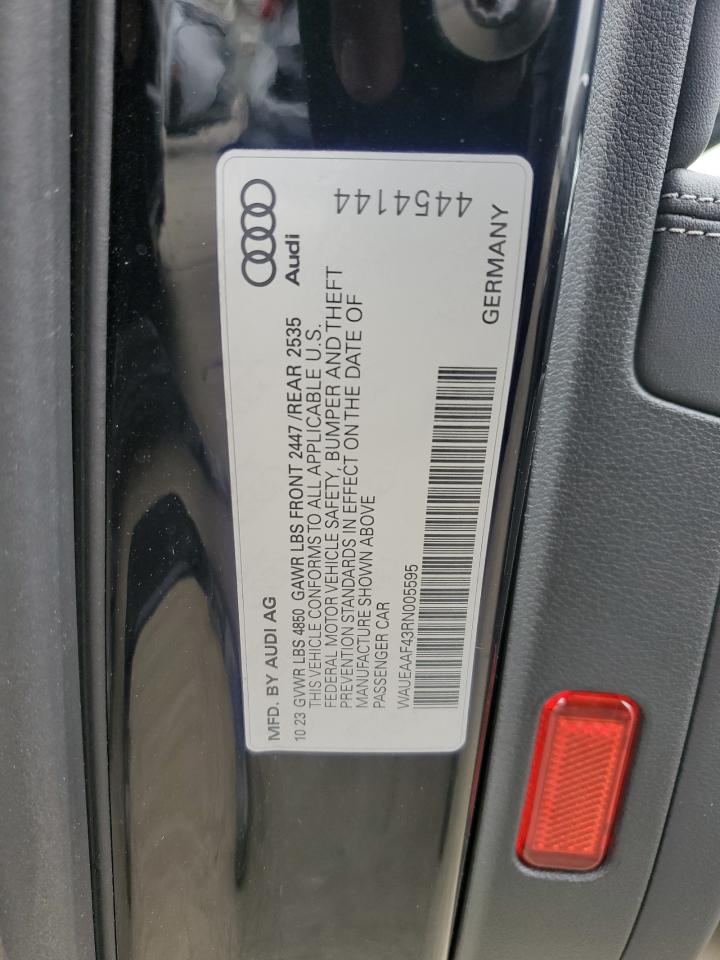 MFD. BY AUDI AG
Audi
10 23 GVWR LBS 4850 GAWR LBS FRONT 2447 /REAR 2535
THIS VEHICLE CONFORMS TO ALL APPLICABLE U.S.
FEDERAL MOTOR VEHICLE SAFETY, BUMPER AND THEFT
PREVENTION STANDARDS IN EFFECT ON THE DATE OF
MANUFACTURE SHOWN ABOVE
PASSENGER CAR
WAUEAAF43RN005595
GERMANY
4454144